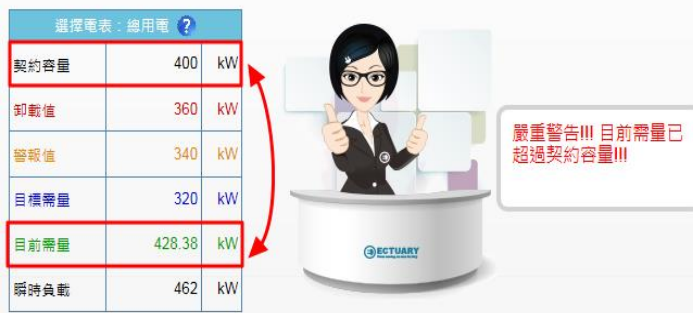 選擇電表：總用電 ?
契約容量 400 kW
卸載值 360 kW
警報值 340 kW
目標需量 320 kW
目前需量 428.38 kW
瞬時負載 462 kW
嚴重警告!!! 目前需量已
超過契約容量!!!
ECTUARY